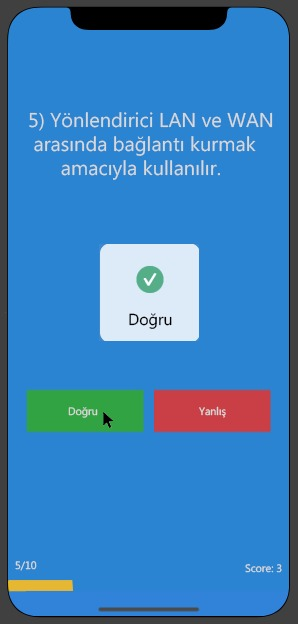 5) Yönlendirici LAN ve WAN
arasında bağlantı kurmak
amacıyla kullanılır.
Doğru
Doğru
Yanlış
5/10
Score: 3